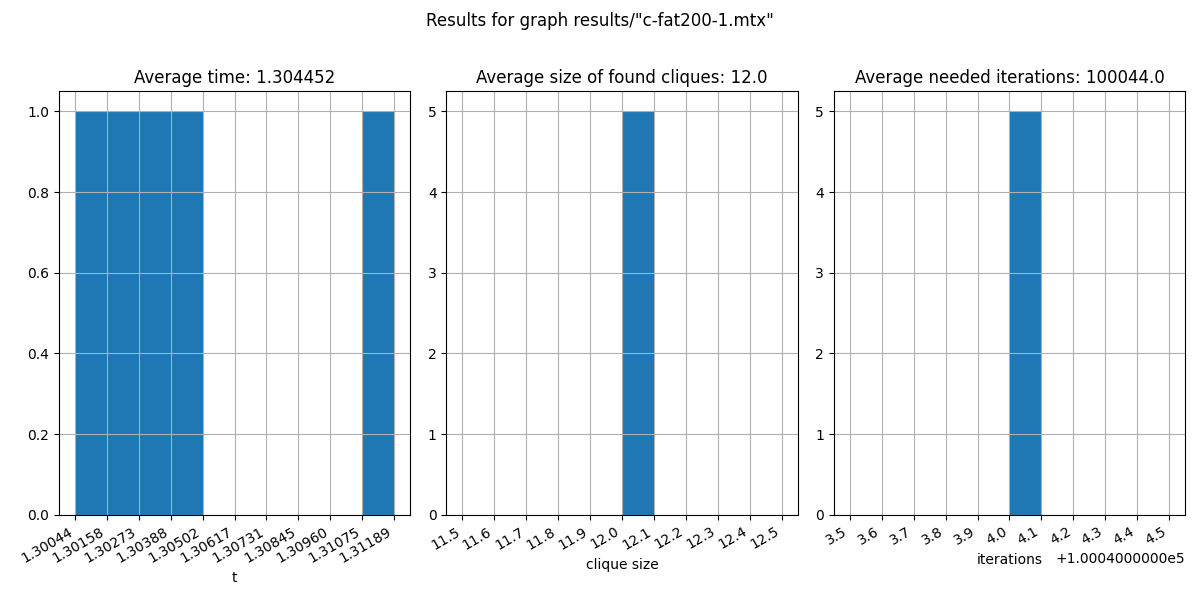 Results for graph results/"c-fat200-1.mtx"
Average time: 1.304452
1.0
0.8
0.6
0.4
0.2
0.0
1.30044 1.30158 1.30273 1.30388 1.30502 1.30617 1.30731 1.30845 1.30960 1.31075 1.31189
t
Average size of found cliques: 12.0
5
4
3
2
1
0
11.5 11.6 11.7 11.8 11.9 12.0 12.1 12.2 12.3 12.4 12.5
clique size
Average needed iterations: 100044.0
5
4
3
2
1
0
3.5 3.6 3.7 3.8 3.9 4.0 4.1 4.2 4.3 4.4 4.5
iterations +1.0004000000e5